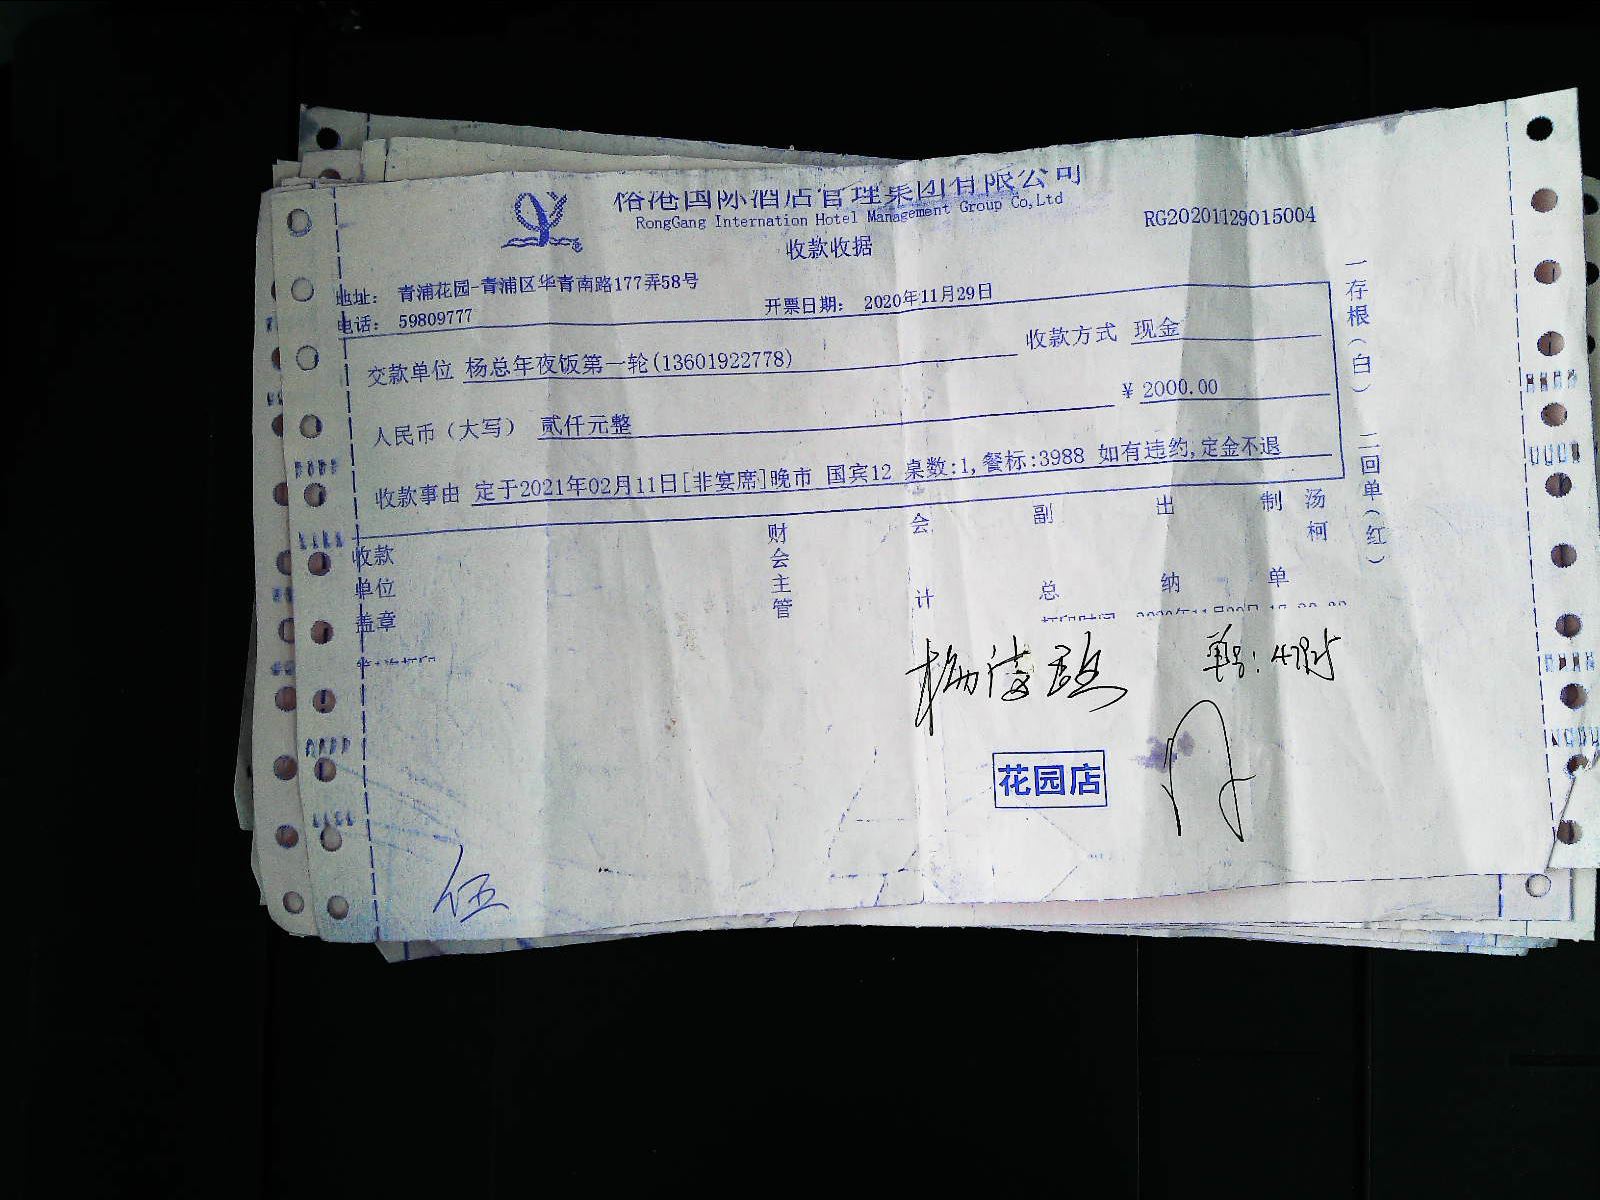 俗港国际酒店管理集团有限公司
RongGang Internation Hotel Management Group Co,Ltd
RG20201129015004
收款收据
地址： 青浦花园-青浦区华青南路177弄58号
电话： 59809777
开票日期： 2020年11月29日
交款单位 杨总年夜饭第一轮(13601922778)
收款方式 现金
人民币（大写） 贰仟元整
¥ 2000.00
收款事由 定于2021年02月11日[非宴席]晚市 国宾12 桌数:1,餐标:3988 如有违约,定金不退
一存根（白） 二回单（红）
收款单位盖章
财会主管
会计
副总
出纳
制单
汤柯
单号:
花园店
伍